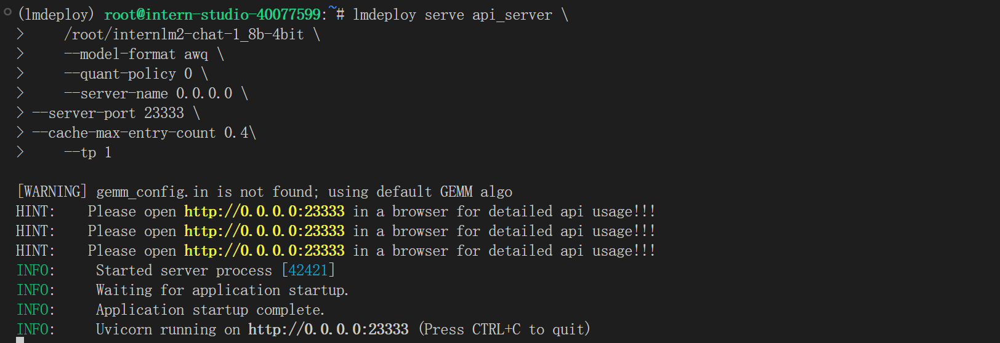 (lmdeploy) root@intern-studio-40077599:~# lmdeploy serve api_server \
>     /root/internlm2-chat-1_8b-4bit \
>     --model-format awq \
>     --quant-policy 0 \
>     --server-name 0.0.0.0 \
> --server-port 23333 \
> --cache-max-entry-count 0.4\
>     --tp 1
[WARNING] gemm_config.in is not found; using default GEMM algo
HINT:    Please open http://0.0.0.0:23333 in a browser for detailed api usage!!!
HINT:    Please open http://0.0.0.0:23333 in a browser for detailed api usage!!!
HINT:    Please open http://0.0.0.0:23333 in a browser for detailed api usage!!!
INFO:     Started server process [42421]
INFO:     Waiting for application startup.
INFO:     Application startup complete.
INFO:     Uvicorn running on http://0.0.0.0:23333 (Press CTRL+C to quit)